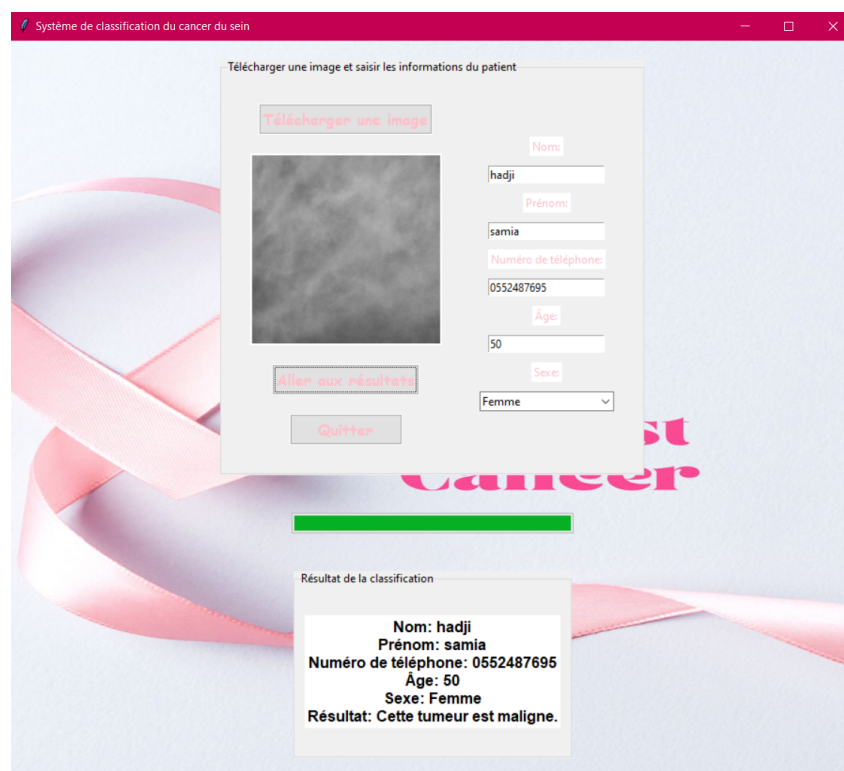 Système de classification du cancer du sein
Télécharger une image et saisir les informations du patient
Télécharger une image
Nom:
hadji
Prénom:
samia
Numéro de téléphone:
0552487695
Âge:
50
Sexe:
Femme
Aller aux résultats
Quitter
Cancer
Résultat de la classification
Nom: hadji
Prénom: samia
Numéro de téléphone: 0552487695
Âge: 50
Sexe: Femme
Résultat: Cette tumeur est maligne.